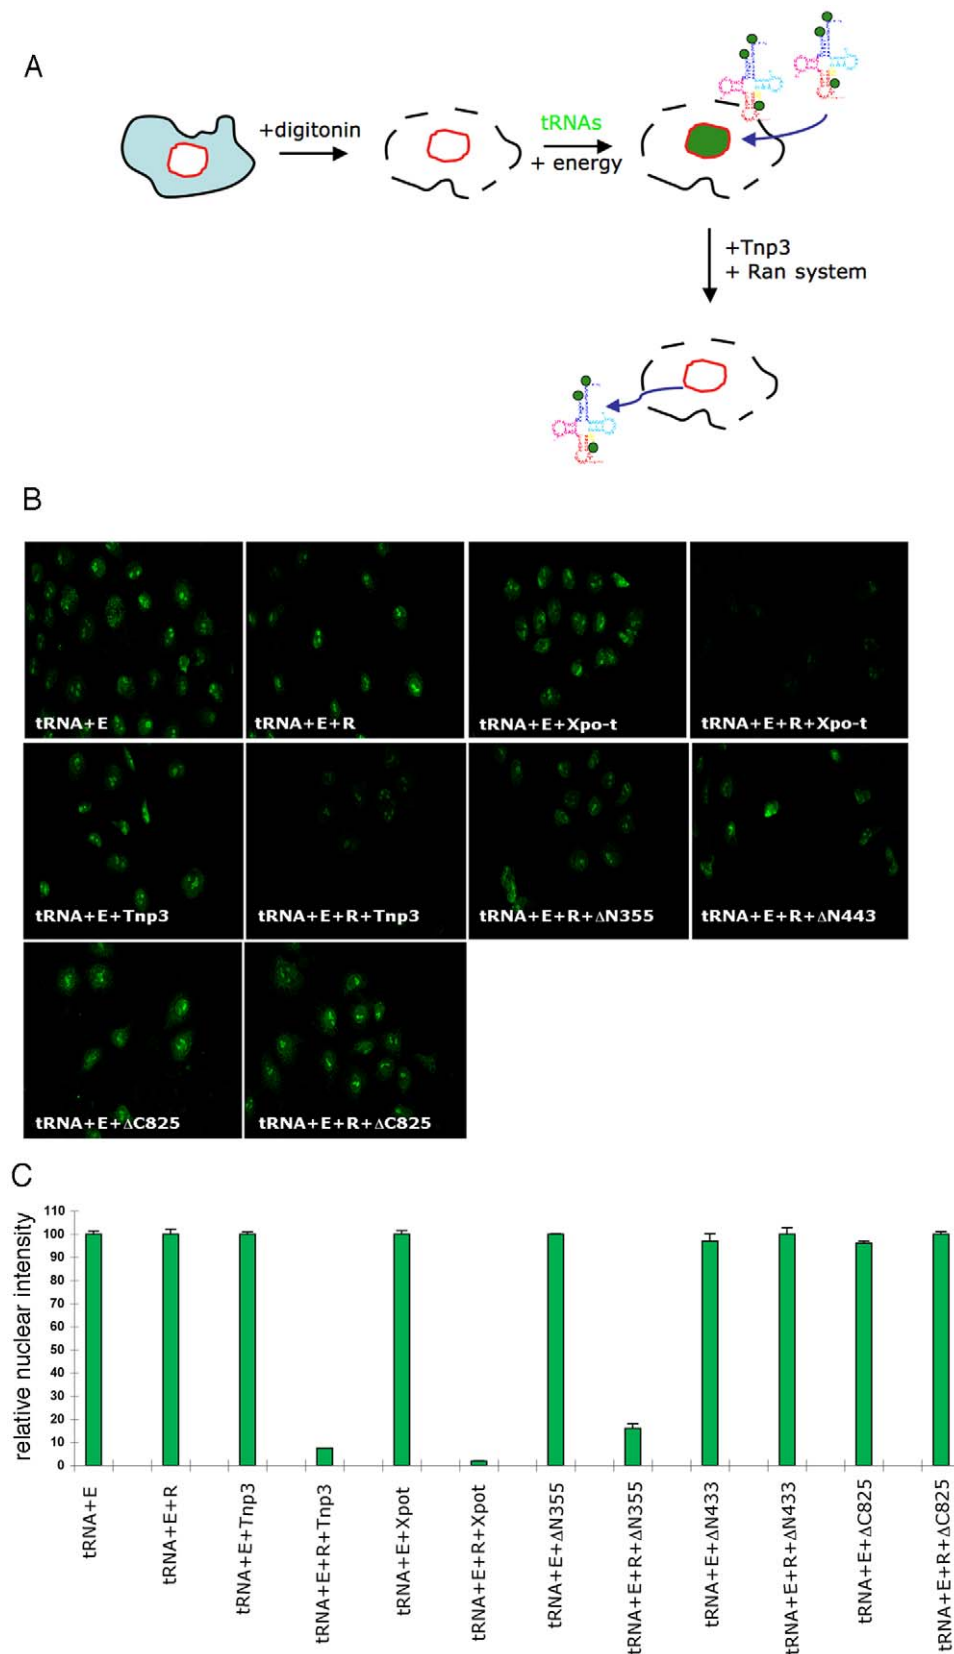 A
+digitonin
tRNAs
+ energy
+Tnp3
+ Ran system
B
tRNA+E
tRNA+E+R
tRNA+E+Xpo-t
tRNA+E+R+Xpo-t
tRNA+E+Tnp3
tRNA+E+R+Tnp3
tRNA+E+R+ΔN355
tRNA+E+R+ΔN443
tRNA+E+ΔC825
tRNA+E+R+ΔC825
C
relative nuclear intensity
110
100
90
80
70
60
50
40
30
20
10
0
tRNA+E
tRNA+E+R
tRNA+E+Tnp3
tRNA+E+R+Tnp3
tRNA+E+Xpot
tRNA+E+R+Xpot
tRNA+E+ΔN355
tRNA+E+R+ΔN355
tRNA+E+ΔN433
tRNA+E+R+ΔN433
tRNA+E+ΔC825
tRNA+E+R+ΔC825